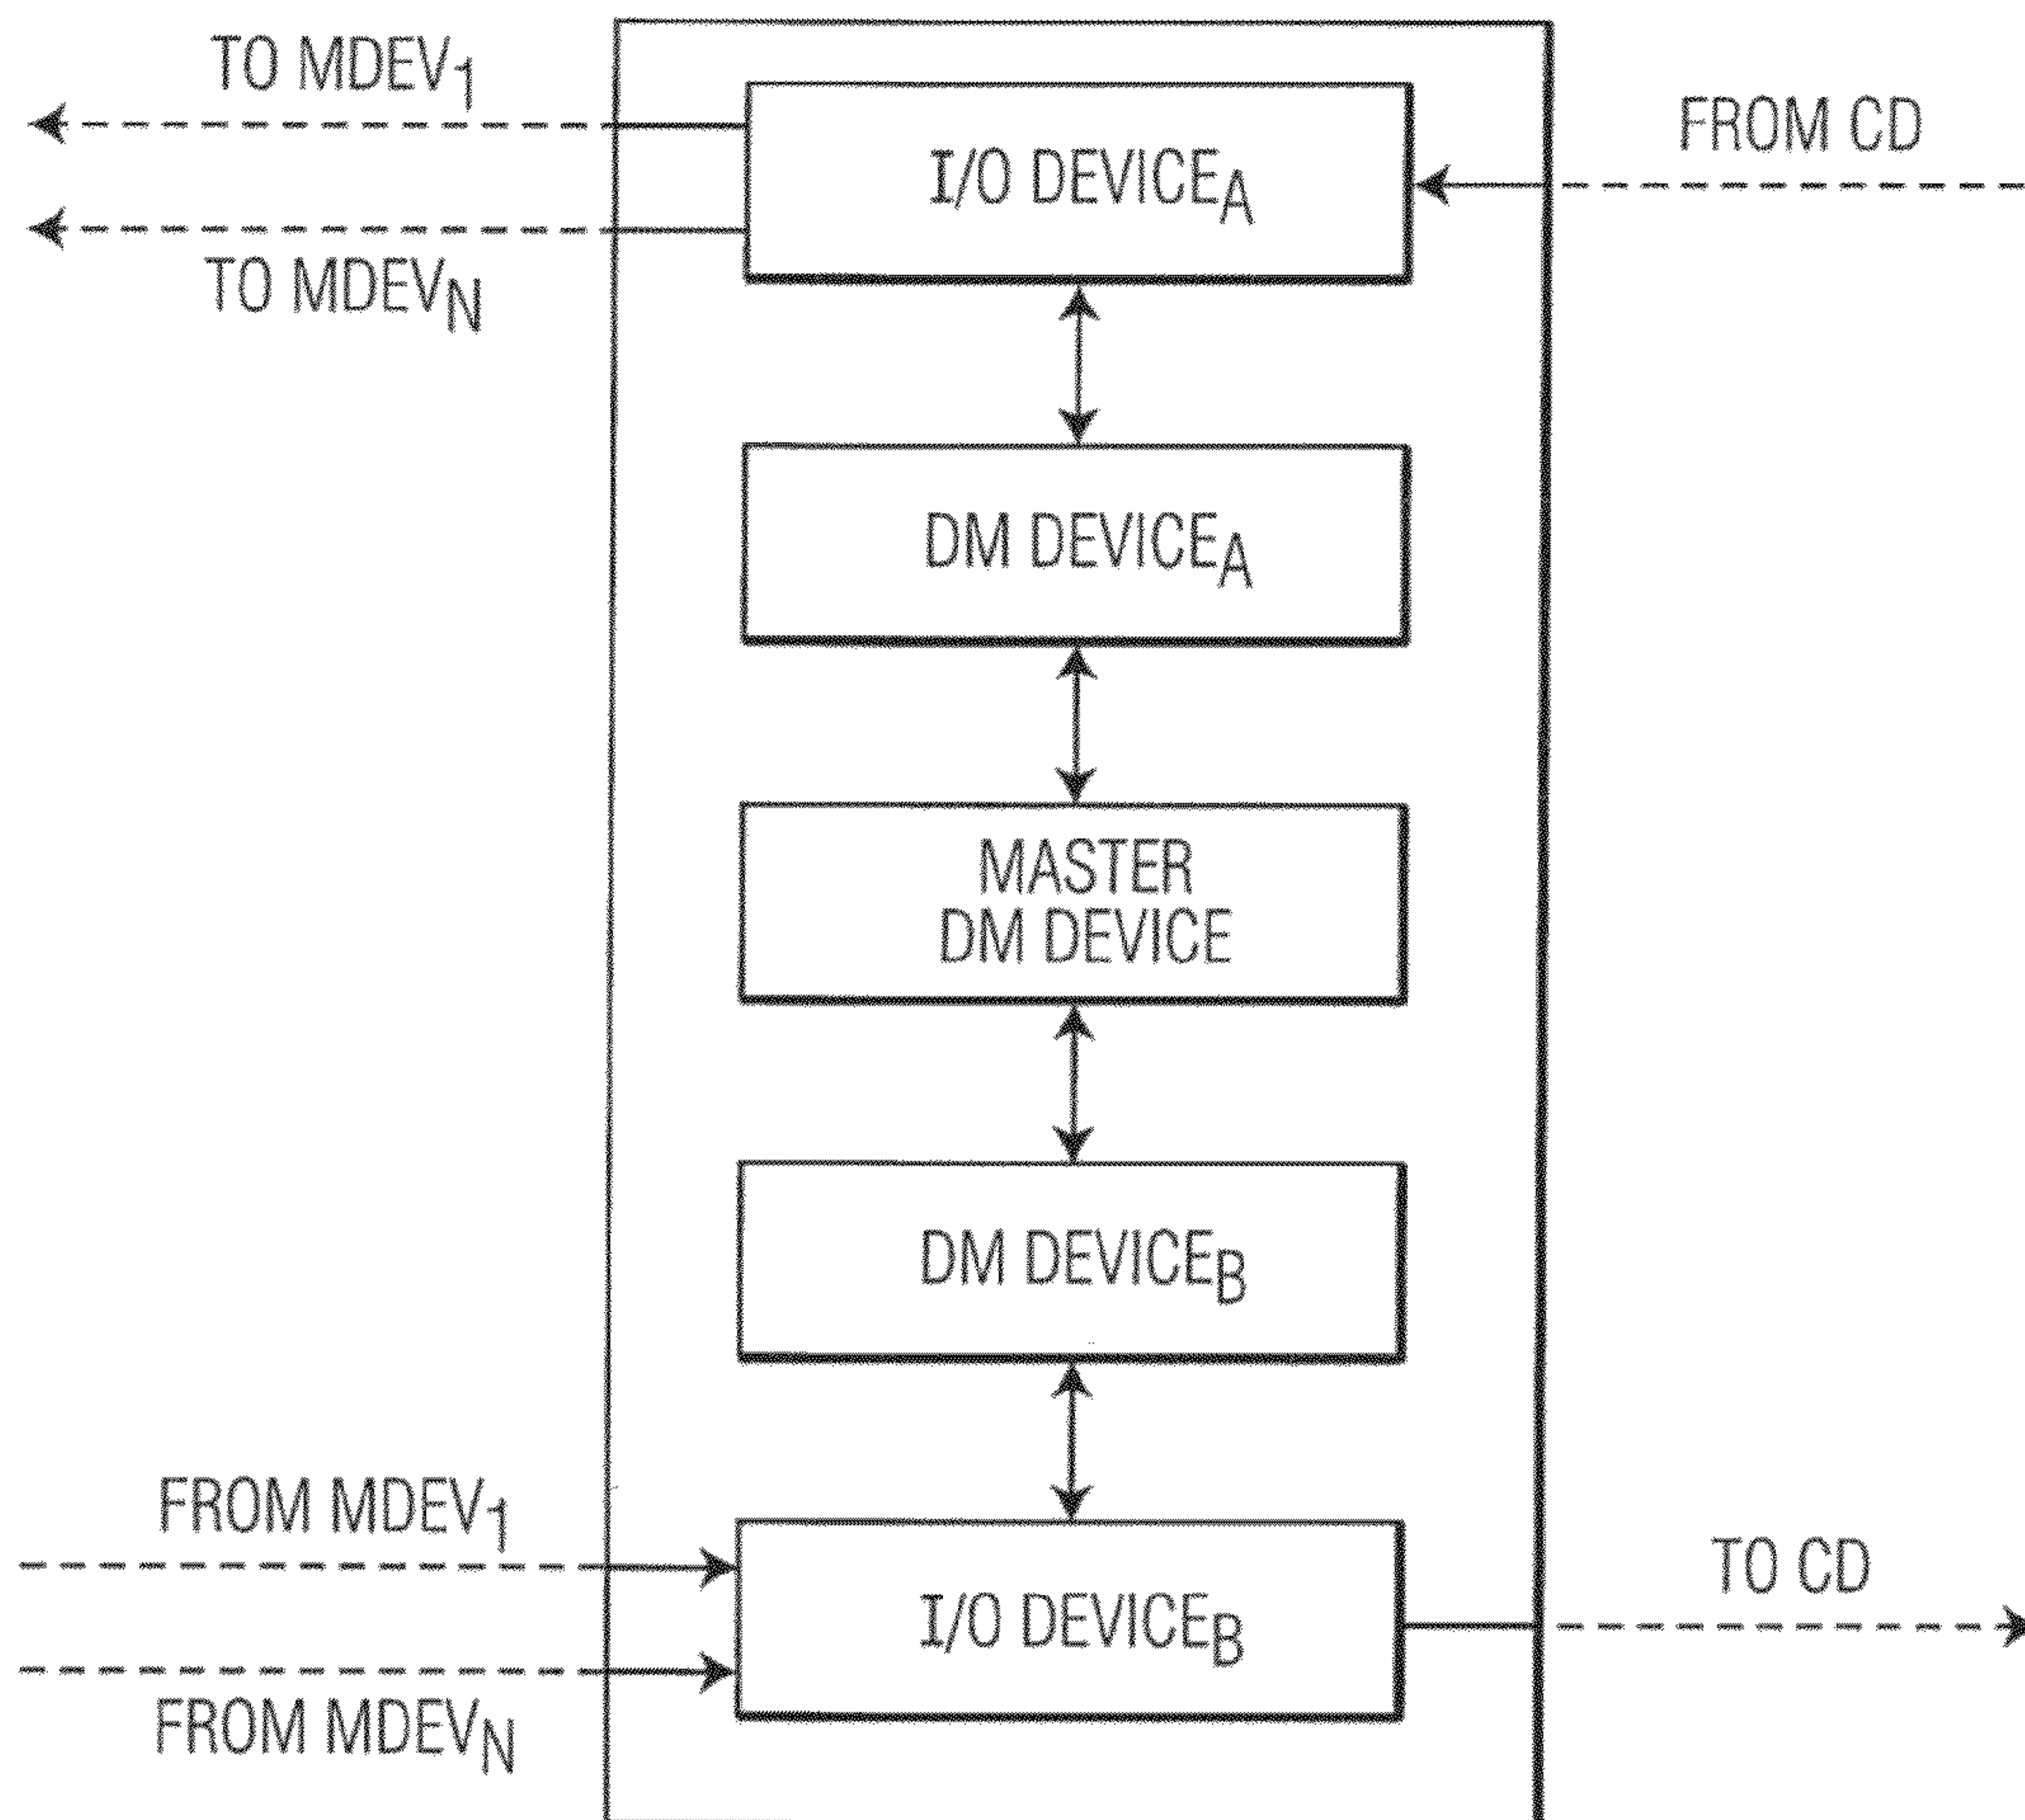 TO MDEV1
FROM CD
I/O DEVICEA
TO MDEVN
DM DEVICEA
MASTER
DM DEVICE
DM DEVICEB
FROM MDEV1
TO CD
I/O DEVICEB
FROM MDEVN